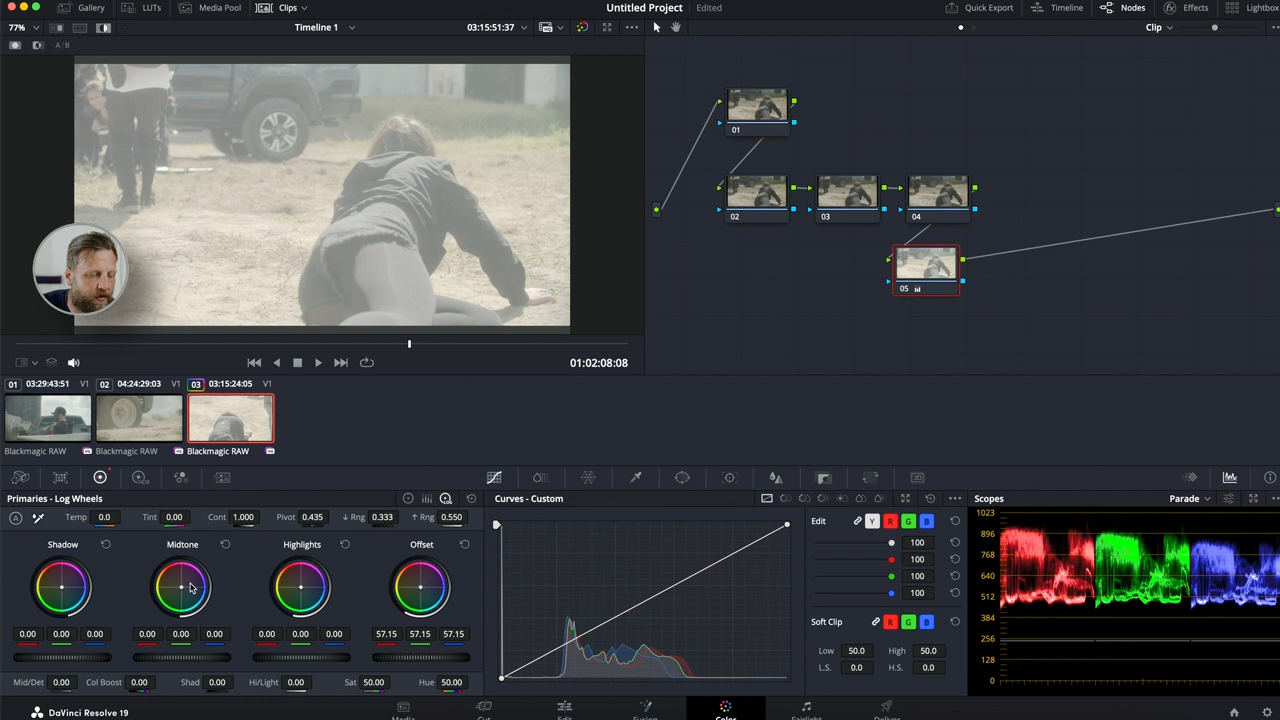 Gallery LUTs Media Pool Clips Untitled Project Edited Quick Export Timeline Nodes Effects Lightbo
77% Timeline 1 03:15:51:37 Clip
A/B
01
02 03 04
05
01:02:08:08
01 03:29:43:51 V1 02 04:24:29:03 V1 03 03:15:24:05 V1
Blackmagic RAW Blackmagic RAW Blackmagic RAW
Primaries - Log Wheels Curves - Custom Scopes Parade
A Temp 0.0 Tint 0.00 Cont 1.000 Pivot 0.435 ↓ Rng 0.333 ↑ Rng 0.550
Shadow Midtone Highlights Offset
0.00 0.00 0.00 0.00 0.00 0.00 0.00 0.00 0.00 57.15 57.15 57.15
Mid/Det 0.00 Col Boost 0.00 Shad 0.00 Hi/Light 0.00 Sat 50.00 Hue 50.00
Edit Y R G B
100
100
100
100
Soft Clip R G B
Low 50.0 High 50.0
L.S. 0.0 H.S. 0.0
1023
896
768
640
512
384
256
128
0
DaVinci Resolve 19 Media Cut Edit Fusion Color Fairlight Deliver